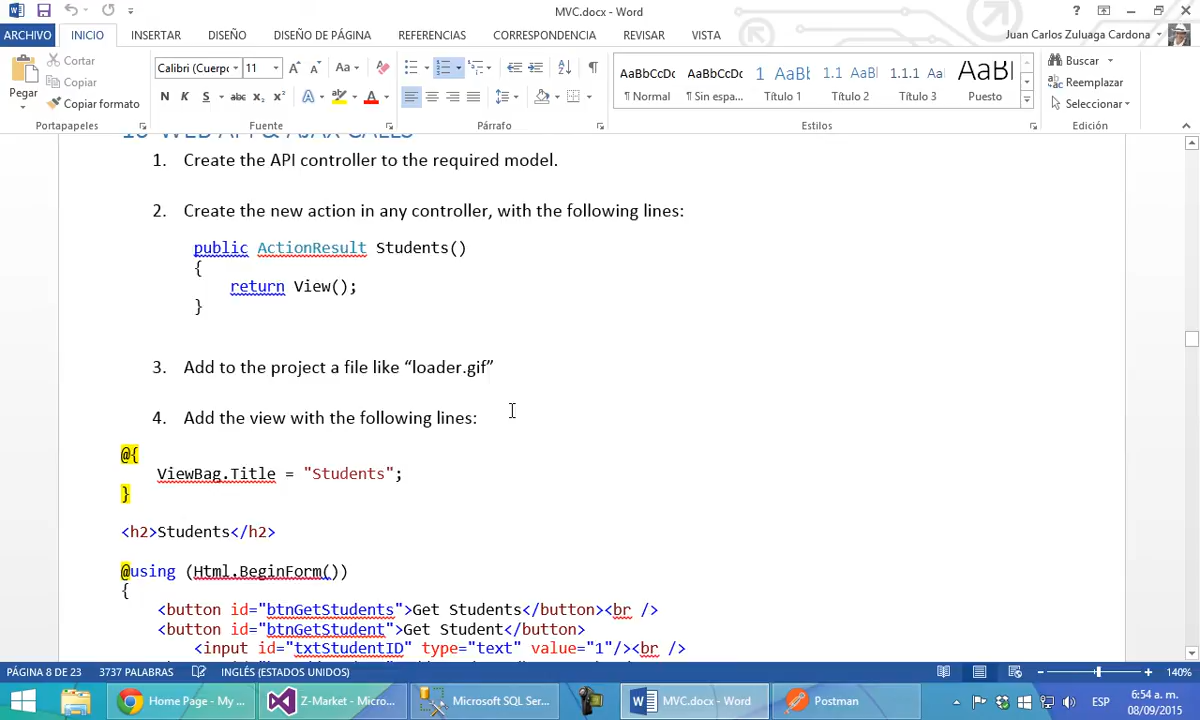 MVC.docx - Word
ARCHIVO INICIO INSERTAR DISEÑO DISEÑO DE PÁGINA REFERENCIAS CORRESPONDENCIA REVISAR VISTA Juan Carlos Zuluaga Cardona
Pegar
Cortar
Copiar
Copiar formato
Portapapeles
Calibri (Cuerpo 11
Fuente
Párrafo
AaBbCcDc AaBbCcDc 1 AaBb 1.1 AaBb 1.1.1 Aa AaBl
¶ Normal ¶ Sin espa... Título 1 Título 2 Título 3 Puesto
Estilos
Buscar
Reemplazar
Seleccionar
Edición
1. Create the API controller to the required model.
2. Create the new action in any controller, with the following lines:
public ActionResult Students()
{
return View();
}
3. Add to the project a file like “loader.gif”
4. Add the view with the following lines:
@{
ViewBag.Title = "Students";
}
<h2>Students</h2>
@using (Html.BeginForm())
{
<button id="btnGetStudents">Get Students</button><br />
<button id="btnGetStudent">Get Student</button>
<input id="txtStudentID" type="text" value="1"/><br />
PÁGINA 8 DE 23 3737 PALABRAS INGLÉS (ESTADOS UNIDOS) 140%
Home Page - My ... Z-Market - Micro... Microsoft SQL Ser... MVC.docx - Word Postman ESP
6:54 a. m.
08/09/2015